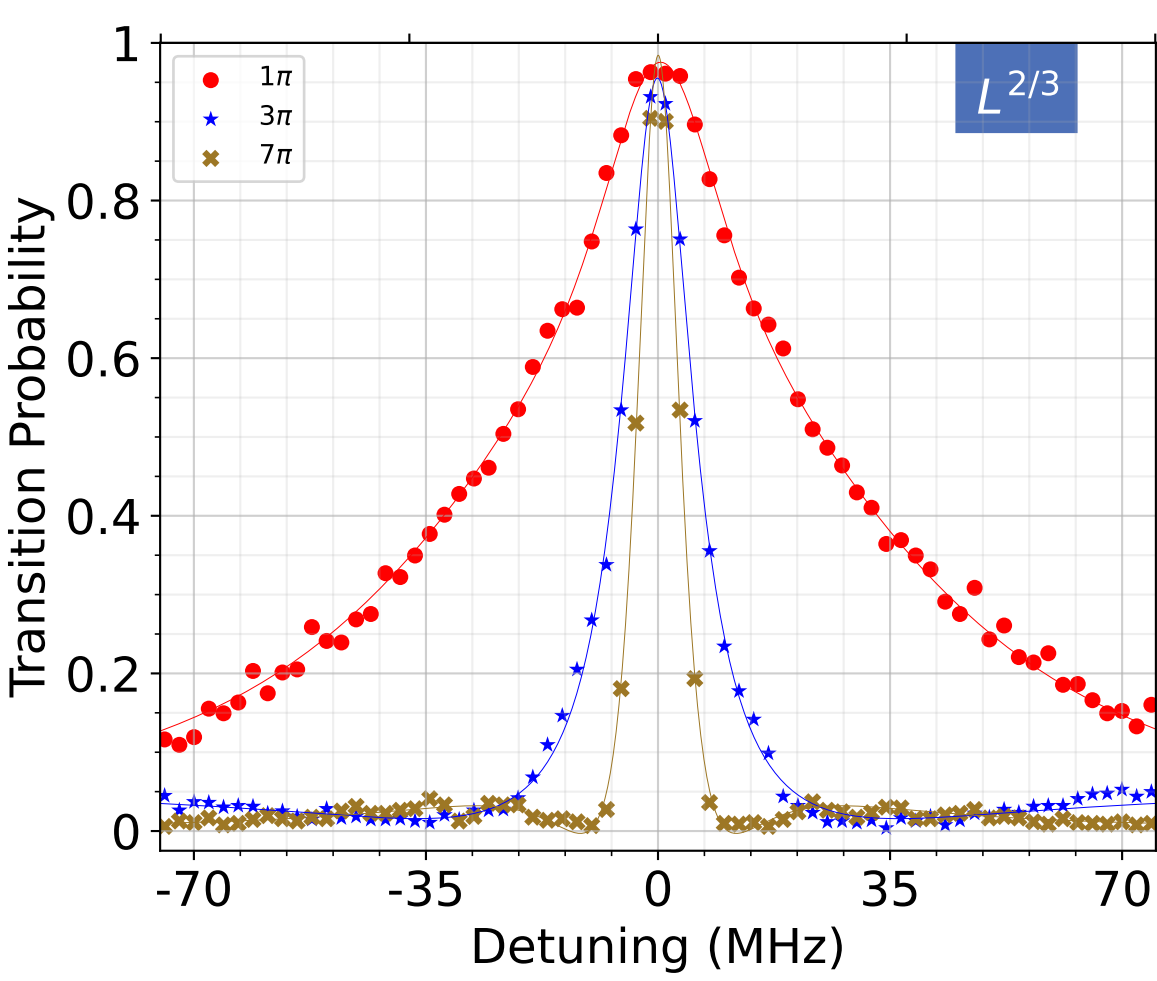 1
1π
3π
7π
L^{2/3}
0.8
0.6
0.4
0.2
0
Transition Probability
-70 -35 0 35 70
Detuning (MHz)